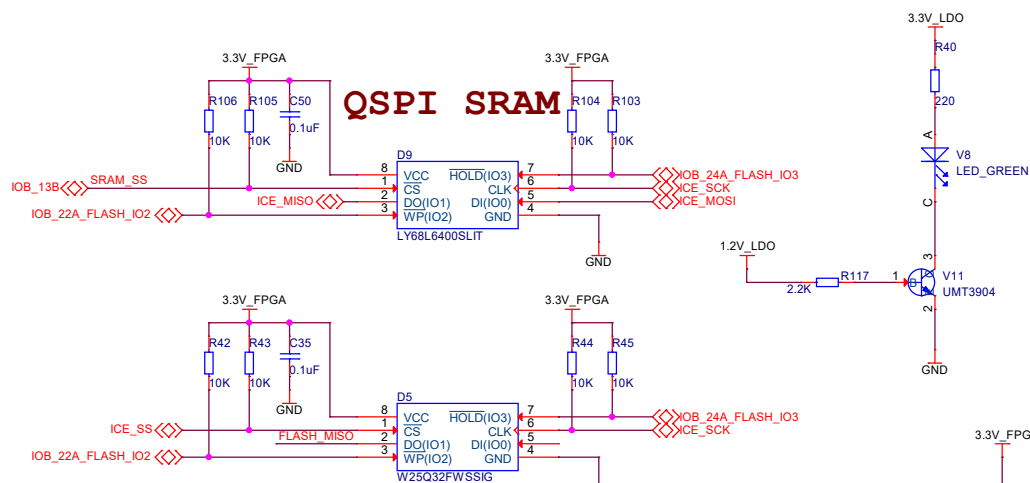 3.3V_LDO
R40
220
A
V8
LED_GREEN
C
3.3V_FPGA
3.3V_FPGA
R106
R105
C50
QSPI SRAM
R104
R103
10K
10K
0.1uF
10K
10K
GND
D9
8
VCC
HOLD(IO3)
7
IOB_24A_FLASH_IO3
IOB_13B
SRAM_SS
1
CS
CLK
6
ICE_SCK
ICE_MISO
2
DO(IO1)
DI(IO0)
5
ICE_MOSI
IOB_22A_FLASH_IO2
3
WP(IO2)
GND
4
LY68L6400SLIT
GND
1.2V_LDO
2.2K
R117
1
B
C
3
V11
UMT3904
2
GND
3.3V_FPGA
3.3V_FPGA
R42
R43
C35
R44
R45
10K
10K
0.1uF
10K
10K
GND
D5
8
VCC
HOLD(IO3)
7
IOB_24A_FLASH_IO3
ICE_SS
1
CS
CLK
6
ICE_SCK
FLASH_MISO
2
DO(IO1)
DI(IO0)
5
IOB_22A_FLASH_IO2
3
WP(IO2)
GND
4
W25Q32FWSSIG
3.3V_FPG